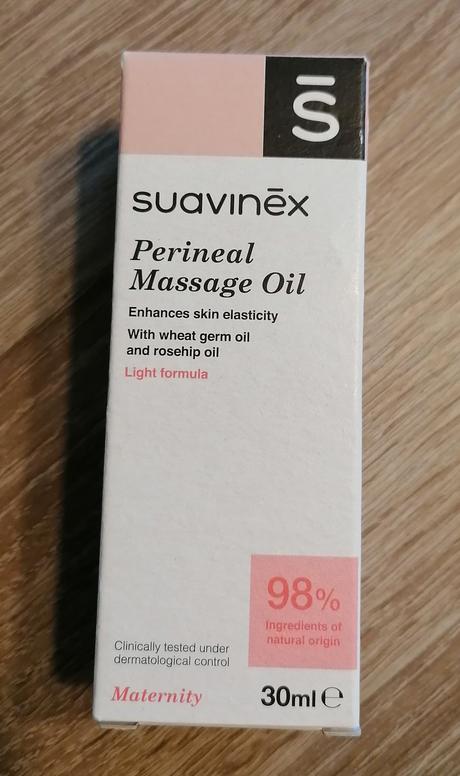 S̄
suavinēx
Perineal
Massage Oil
Enhances skin elasticity
With wheat germ oil
and rosehip oil
Light formula
98%
Ingredients of
natural origin
Clinically tested under
dermatological control
Maternity
30ml ℮